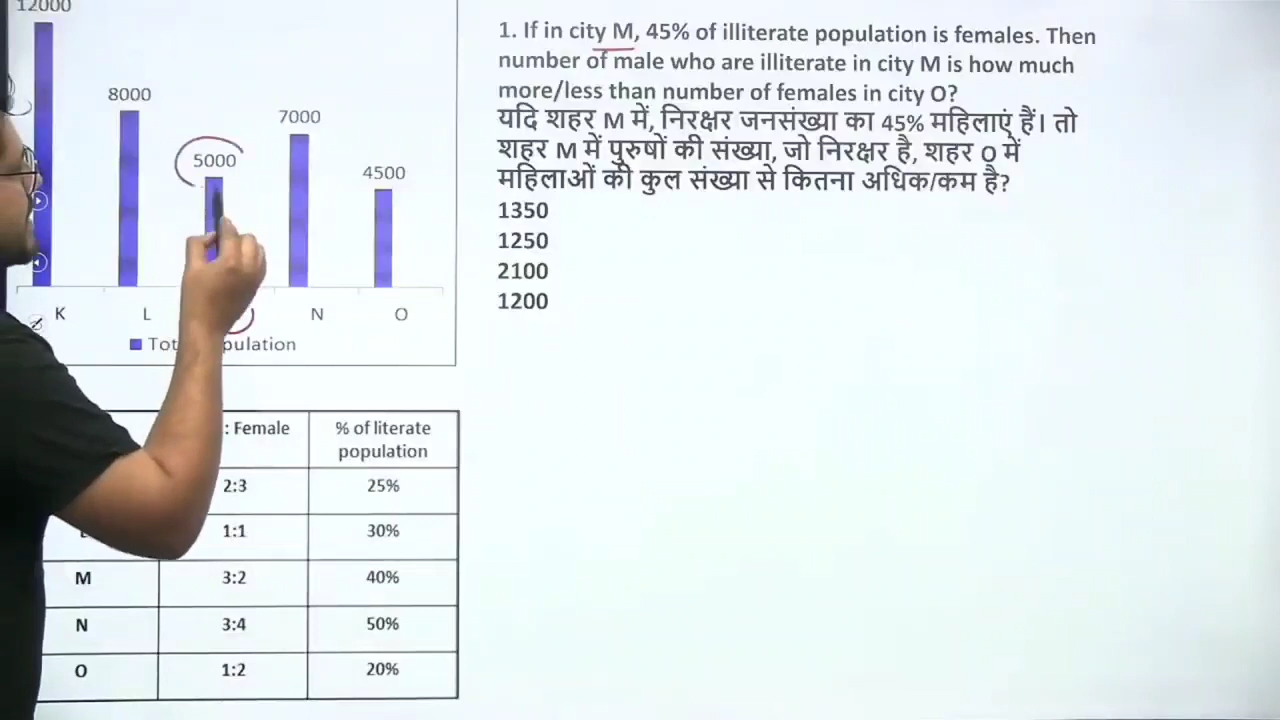 12000
8000
7000
5000
4500
K L N O
Tot pulation
1. If in city M, 45% of illiterate population is females. Then
number of male who are illiterate in city M is how much
more/less than number of females in city O?
यदि शहर M में, निरक्षर जनसंख्या का 45% महिलाएं हैं। तो
शहर M में पुरुषों की संख्या, जो निरक्षर है, शहर O में
महिलाओं की कुल संख्या से कितना अधिक/कम है?
1350
1250
2100
1200
: Female % of literate
population
2:3 25%
1:1 30%
M 3:2 40%
N 3:4 50%
O 1:2 20%